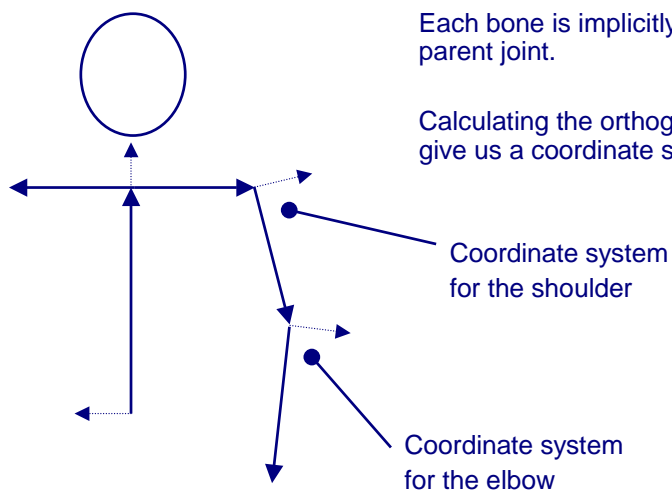 Each bone is implicitly
parent joint.
Calculating the orthog
give us a coordinate s
Coordinate system
for the shoulder
Coordinate system
for the elbow